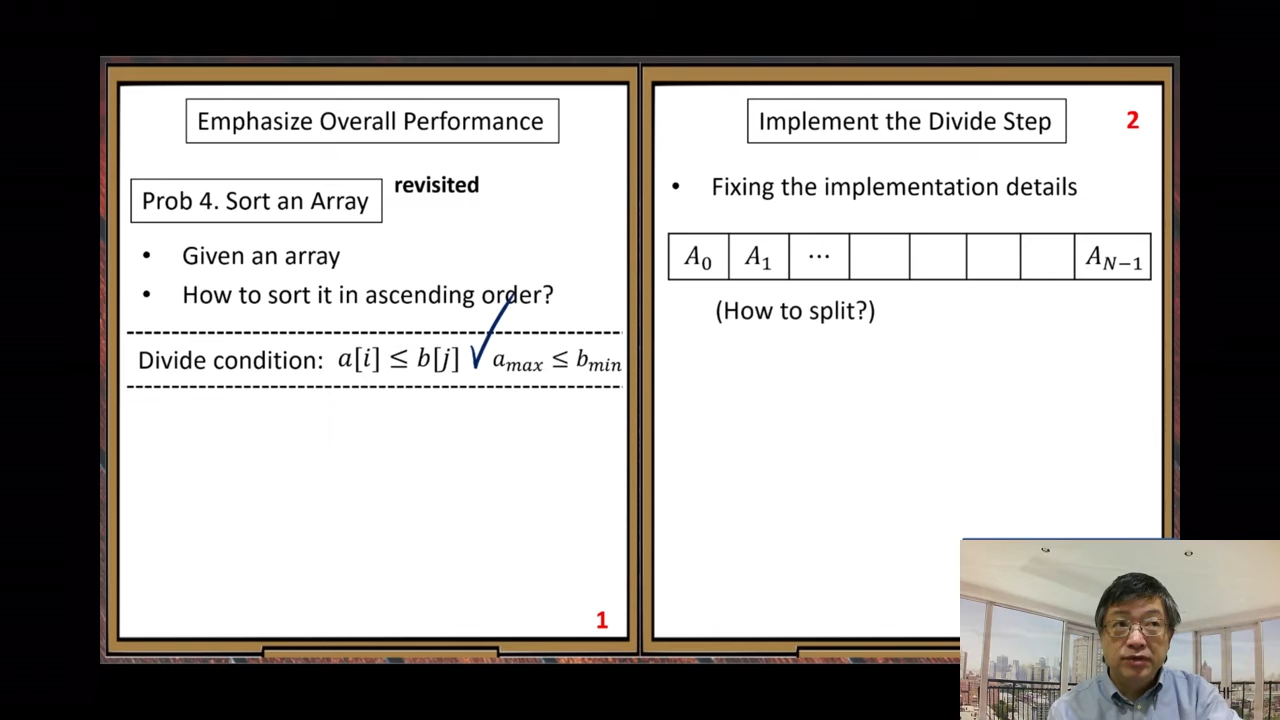 Emphasize Overall Performance
Prob 4. Sort an Array
revisited
• Given an array
• How to sort it in ascending order?
Divide condition: a[i] ≤ b[j] √ a_max ≤ b_min
1
Implement the Divide Step
2
• Fixing the implementation details
A_0 A_1 ⋯ A_{N−1}
(How to split?)